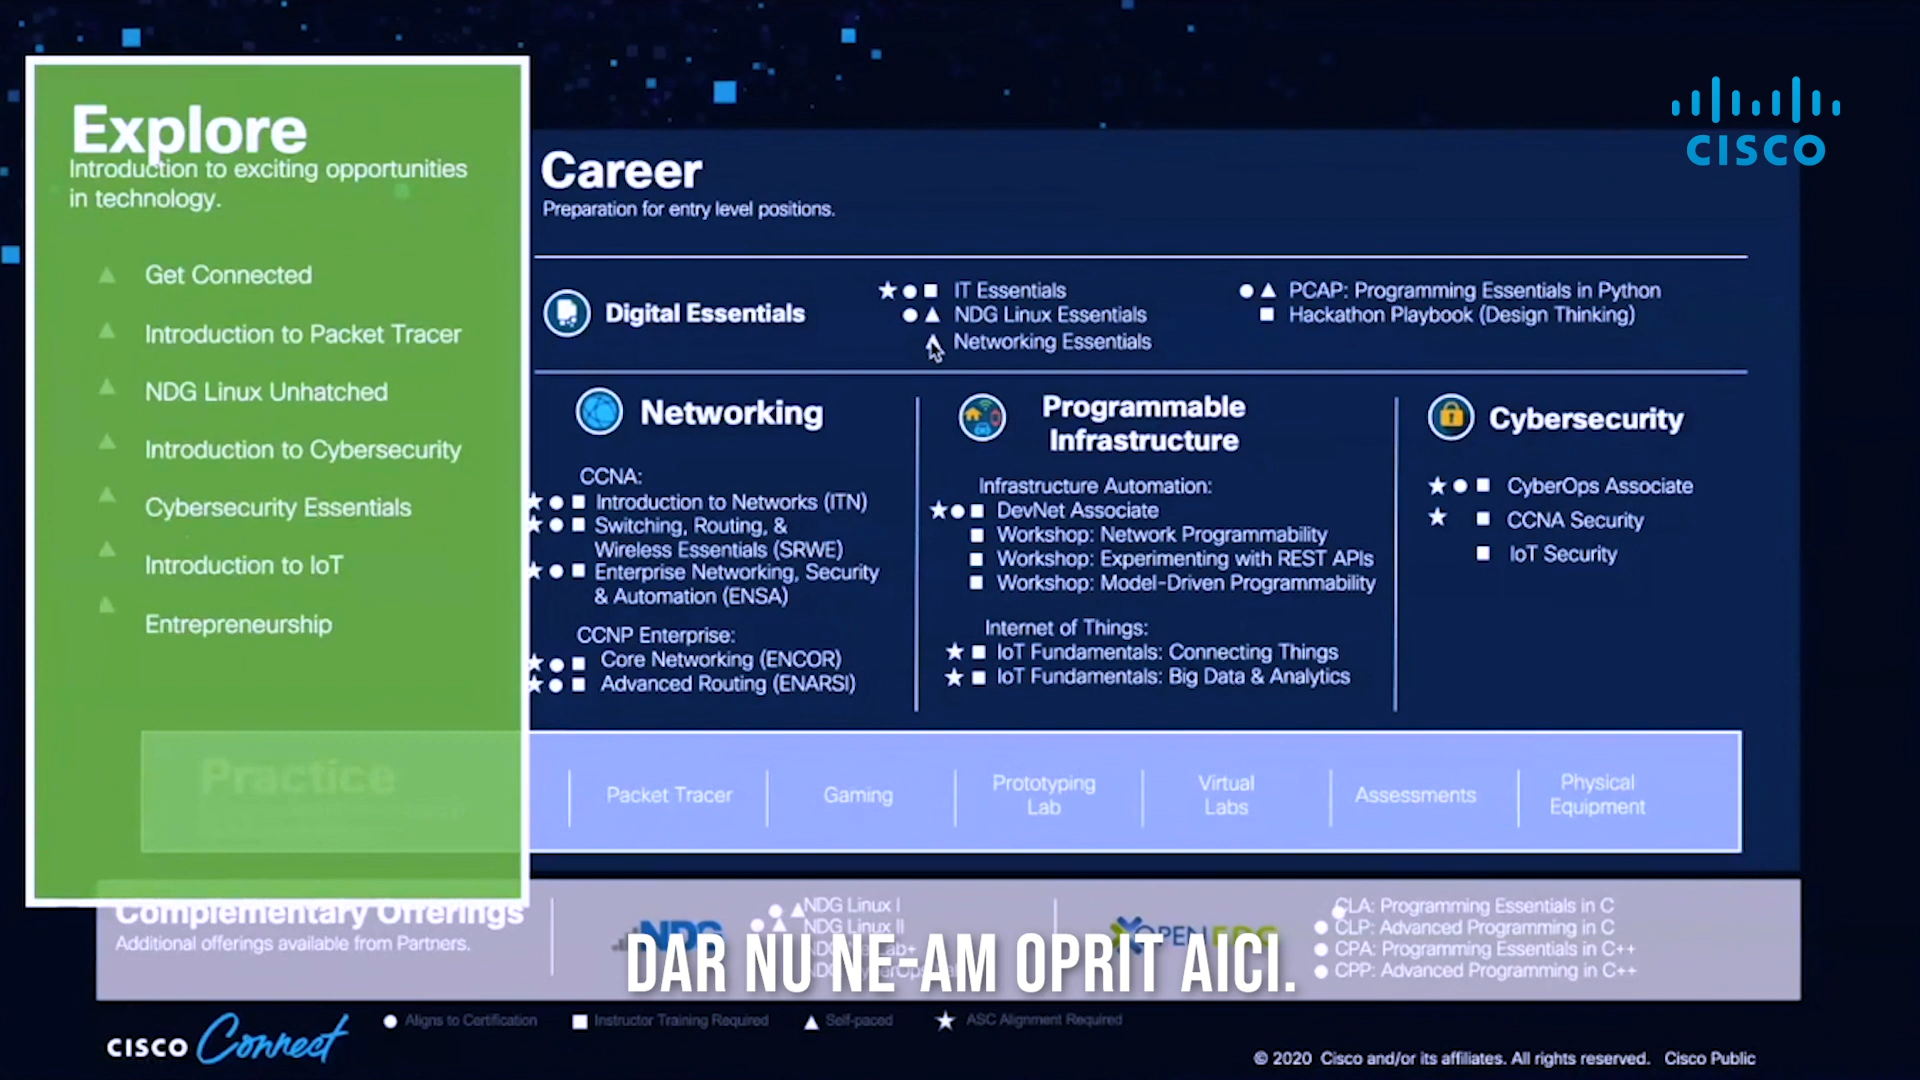 CISCO
Explore
Introduction to exciting opportunities
in technology.
Get Connected
Introduction to Packet Tracer
NDG Linux Unhatched
Introduction to Cybersecurity
Cybersecurity Essentials
Introduction to IoT
Entrepreneurship
Career
Preparation for entry level positions.
Digital Essentials
IT Essentials
NDG Linux Essentials
Networking Essentials
PCAP: Programming Essentials in Python
Hackathon Playbook (Design Thinking)
Networking
CCNA:
Introduction to Networks (ITN)
Switching, Routing, &
Wireless Essentials (SRWE)
Enterprise Networking, Security
& Automation (ENSA)
CCNP Enterprise:
Core Networking (ENCOR)
Advanced Routing (ENARSI)
Programmable
Infrastructure
Infrastructure Automation:
DevNet Associate
Workshop: Network Programmability
Workshop: Experimenting with REST APIs
Workshop: Model-Driven Programmability
Internet of Things:
IoT Fundamentals: Connecting Things
IoT Fundamentals: Big Data & Analytics
Cybersecurity
CyberOps Associate
CCNA Security
IoT Security
Practice
Packet Tracer
Gaming
Prototyping
Lab
Virtual
Labs
Assessments
Physical
Equipment
Complementary Offerings
Additional offerings available from Partners.
NDG
NDG Linux I
NDG Linux II
OPEN EDG
CLA: Programming Essentials in C
CLP: Advanced Programming in C
CPA: Programming Essentials in C++
CPP: Advanced Programming in C++
DAR NU NE-AM OPRIT AICI.
CISCO Connect
Aligns to Certification
Instructor Training Required
Self-paced
ASC Alignment Required
© 2020 Cisco and/or its affiliates. All rights reserved. Cisco Public